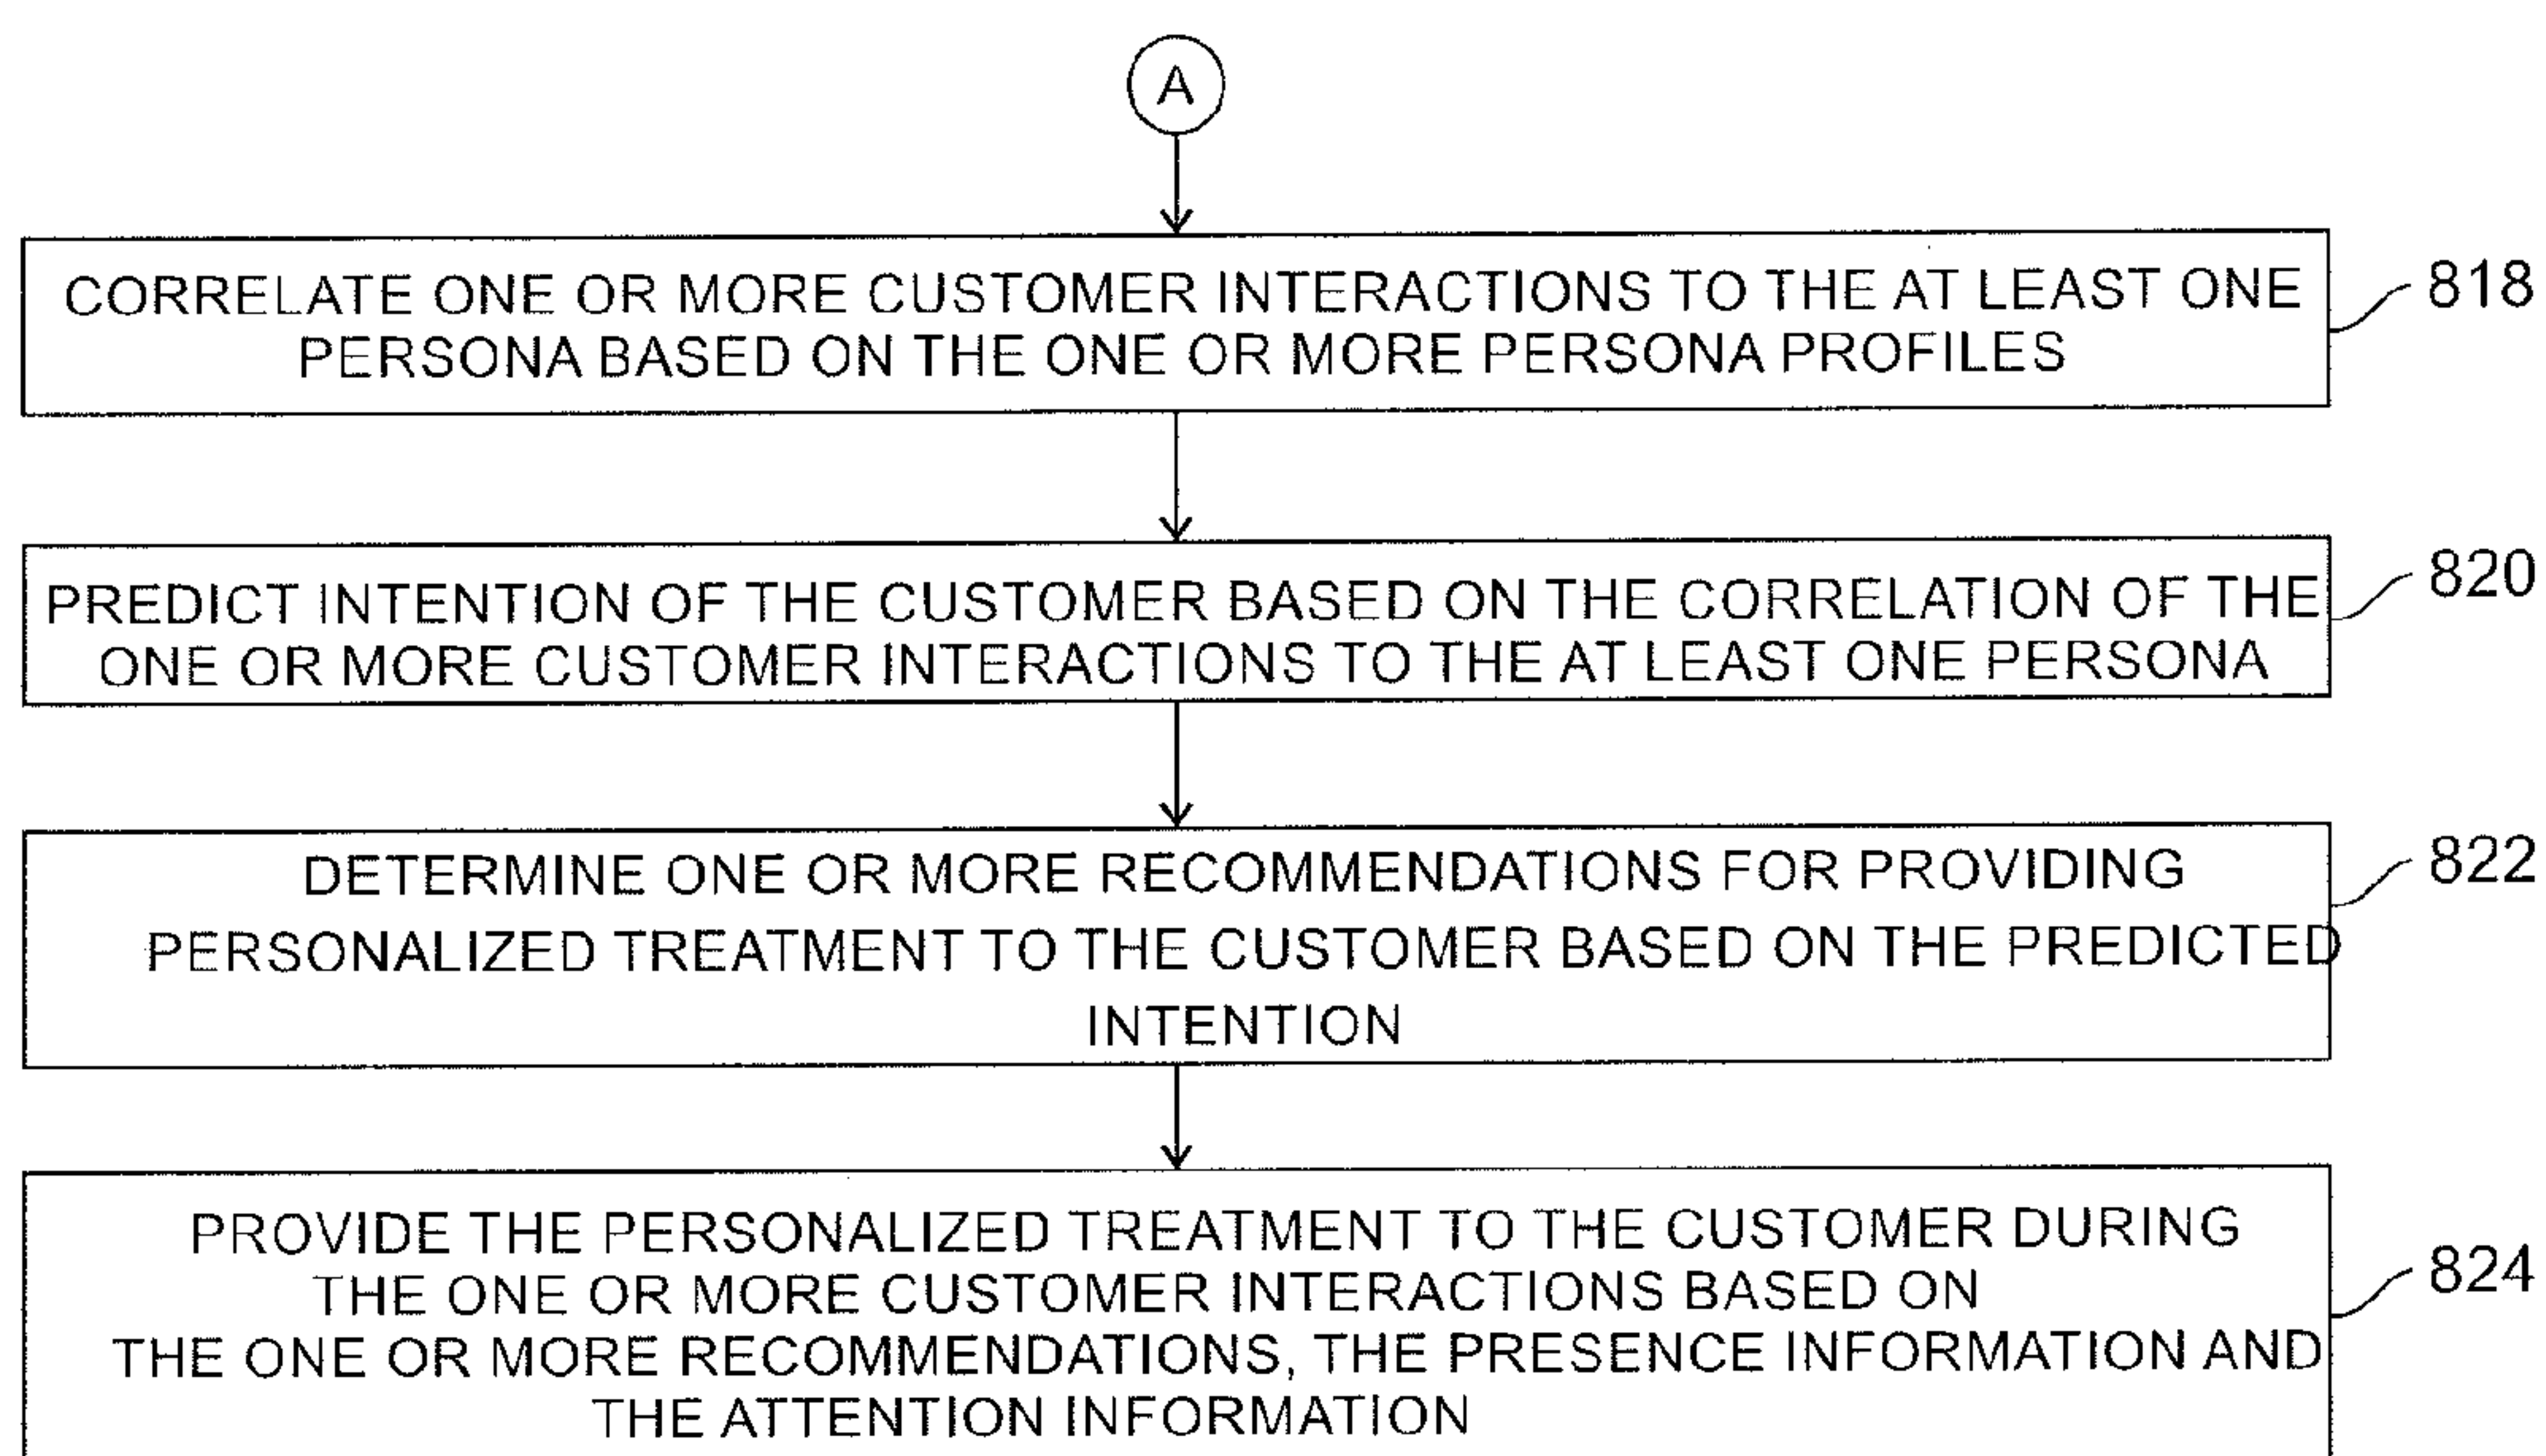 A
CORRELATE ONE OR MORE CUSTOMER INTERACTIONS TO THE AT LEAST ONE
PERSONA BASED ON THE ONE OR MORE PERSONA PROFILES
818
PREDICT INTENTION OF THE CUSTOMER BASED ON THE CORRELATION OF THE
ONE OR MORE CUSTOMER INTERACTIONS TO THE AT LEAST ONE PERSONA
820
DETERMINE ONE OR MORE RECOMMENDATIONS FOR PROVIDING
PERSONALIZED TREATMENT TO THE CUSTOMER BASED ON THE PREDICTED
INTENTION
822
PROVIDE THE PERSONALIZED TREATMENT TO THE CUSTOMER DURING
THE ONE OR MORE CUSTOMER INTERACTIONS BASED ON
THE ONE OR MORE RECOMMENDATIONS, THE PRESENCE INFORMATION AND
THE ATTENTION INFORMATION
824